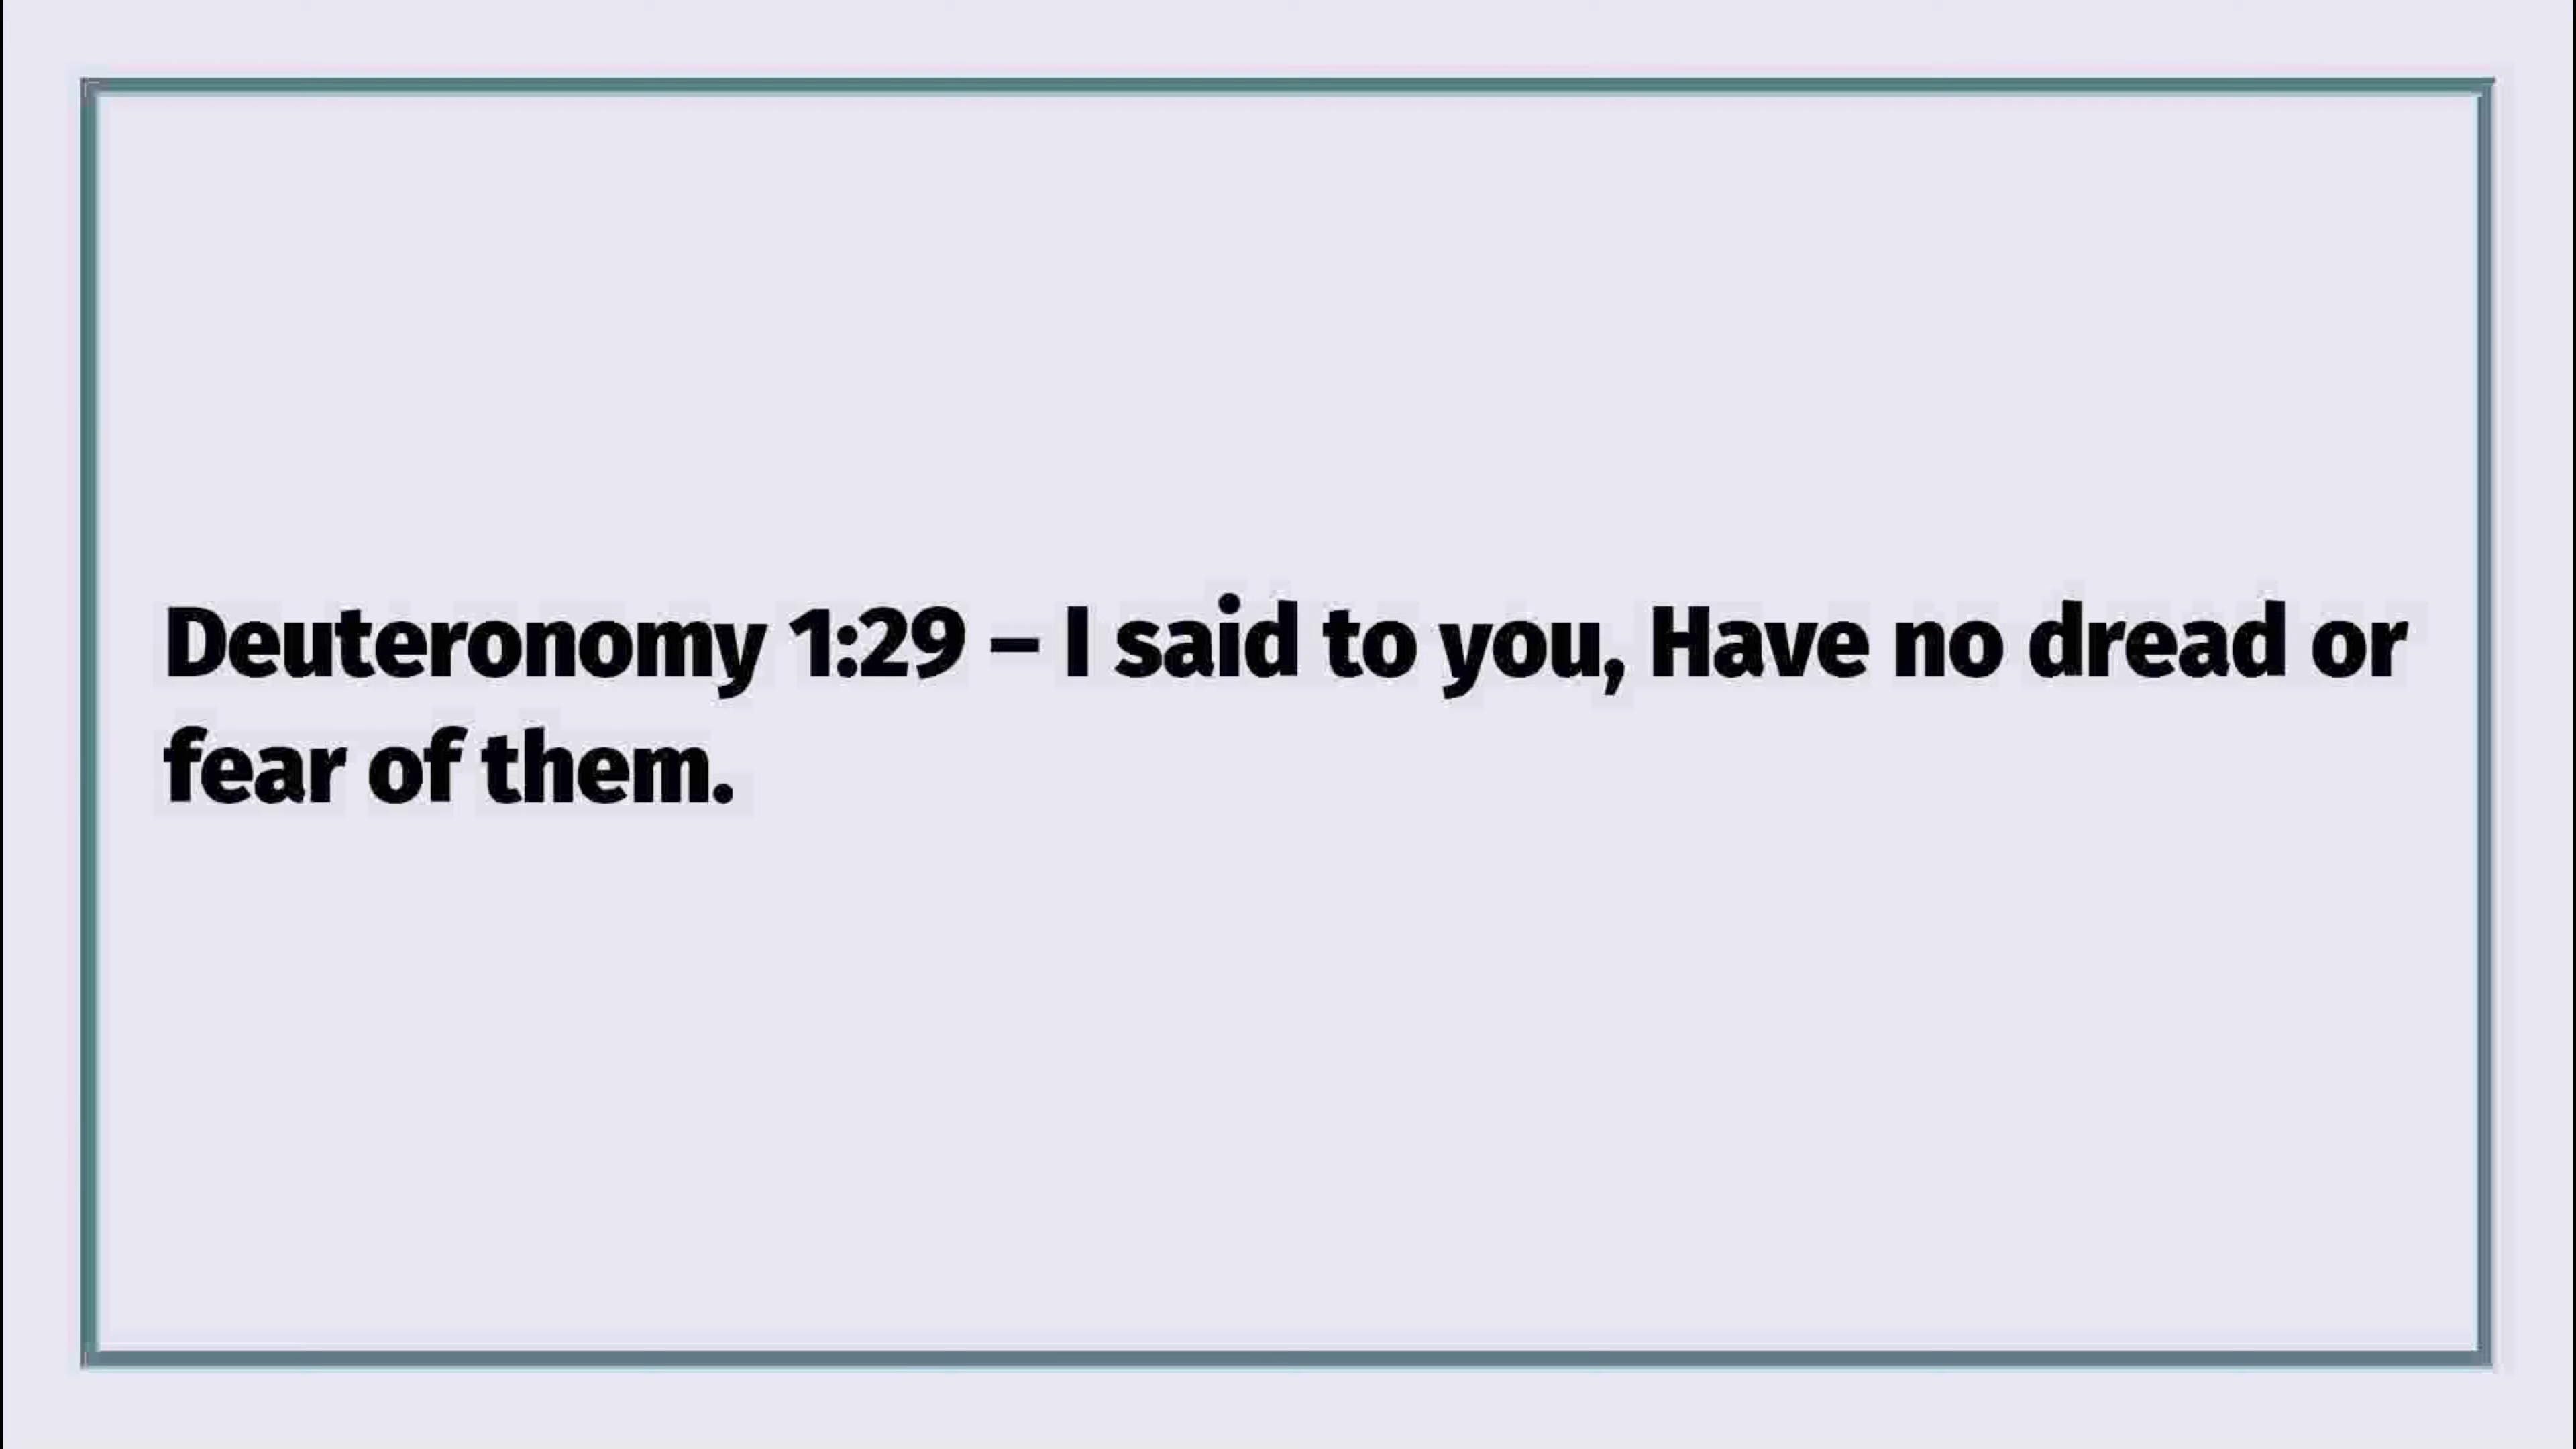 Deuteronomy 1:29 – I said to you, Have no dread or
fear of them.